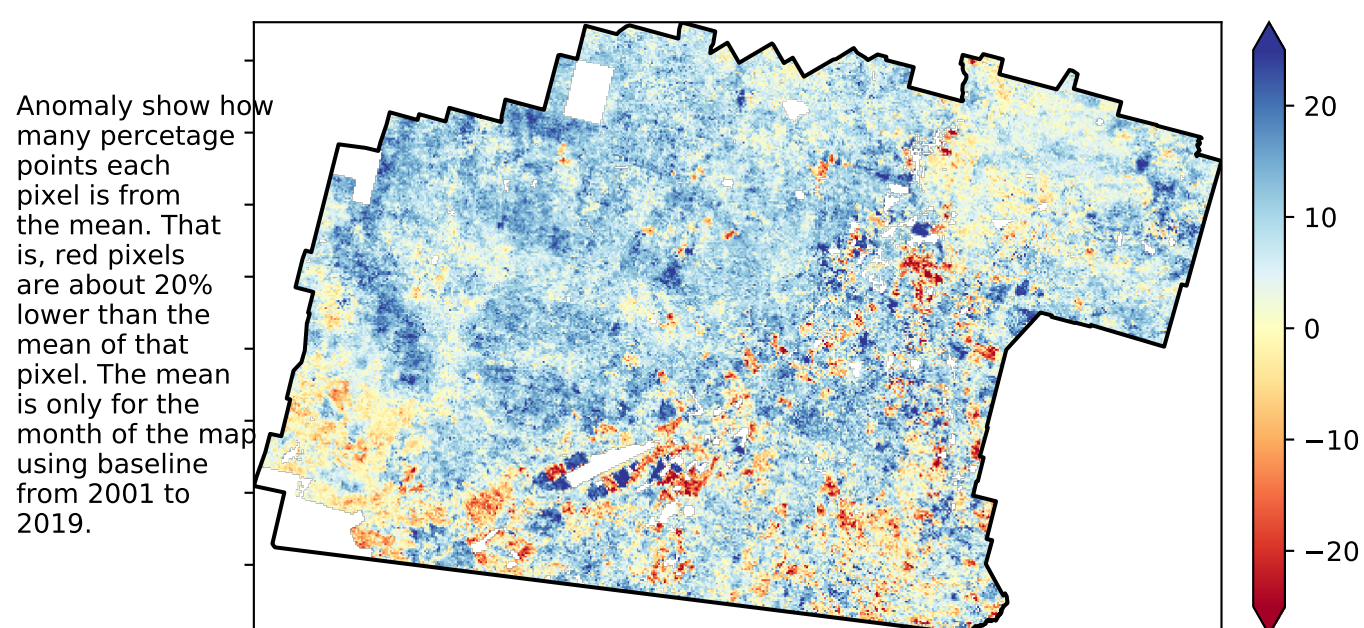 Anomaly show how
many percetage
points each
pixel is from
the mean. That
is, red pixels
are about 20%
lower than the
mean of that
pixel. The mean
is only for the
month of the map
using baseline
from 2001 to
2019.
20
10
0
−10
−20